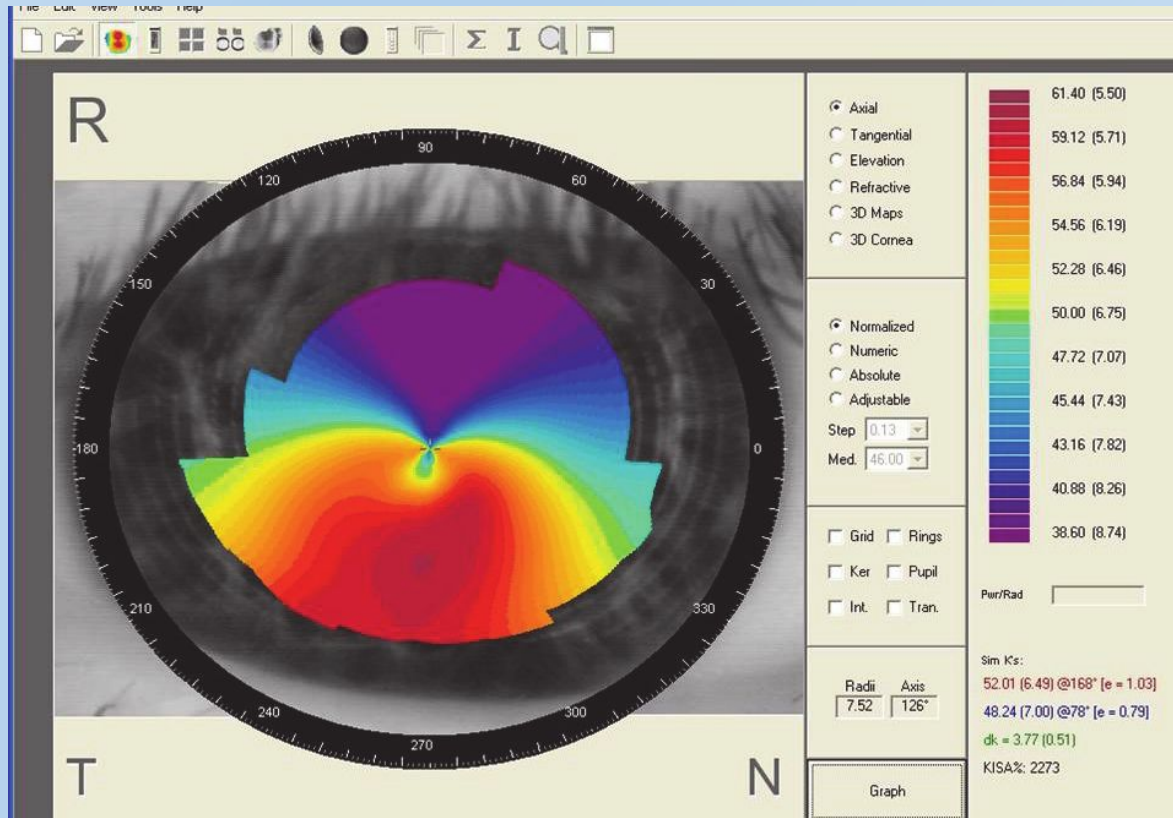 File Edit View Tools Help
R
90
120
60
150
30
180
0
210
330
240
300
270
T
N
Axial
Tangential
Elevation
Refractive
3D Maps
3D Cornea
Normalized
Numeric
Absolute
Adjustable
Step 0.13
Med. 46.00
Grid Rings
Ker Pupil
Int. Tran.
Radii Axis
7.52 126°
Graph
61.40 (5.50)
59.12 (5.71)
56.84 (5.94)
54.56 (6.19)
52.28 (6.46)
50.00 (6.75)
47.72 (7.07)
45.44 (7.43)
43.16 (7.82)
40.88 (8.26)
38.60 (8.74)
Pwr/Rad
Sim K's:
52.01 (6.49) @168° [e = 1.03]
48.24 (7.00) @78° [e = 0.79]
dk = 3.77 (0.51)
KISA%: 2273